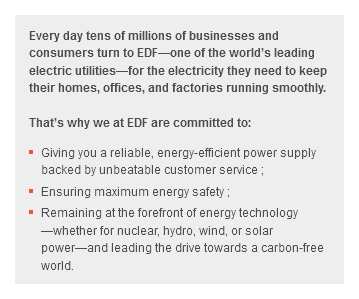 Every day tens of millions of businesses and
consumers turn to EDF—one of the world's leading
electric utilities—for the electricity they need to keep
their homes, offices, and factories running smoothly.
That's why we at EDF are committed to:
Giving you a reliable, energy-efficient power supply
backed by unbeatable customer service ;
Ensuring maximum energy safety ;
Remaining at the forefront of energy technology
—whether for nuclear, hydro, wind, or solar
power—and leading the drive towards a carbon-free
world.